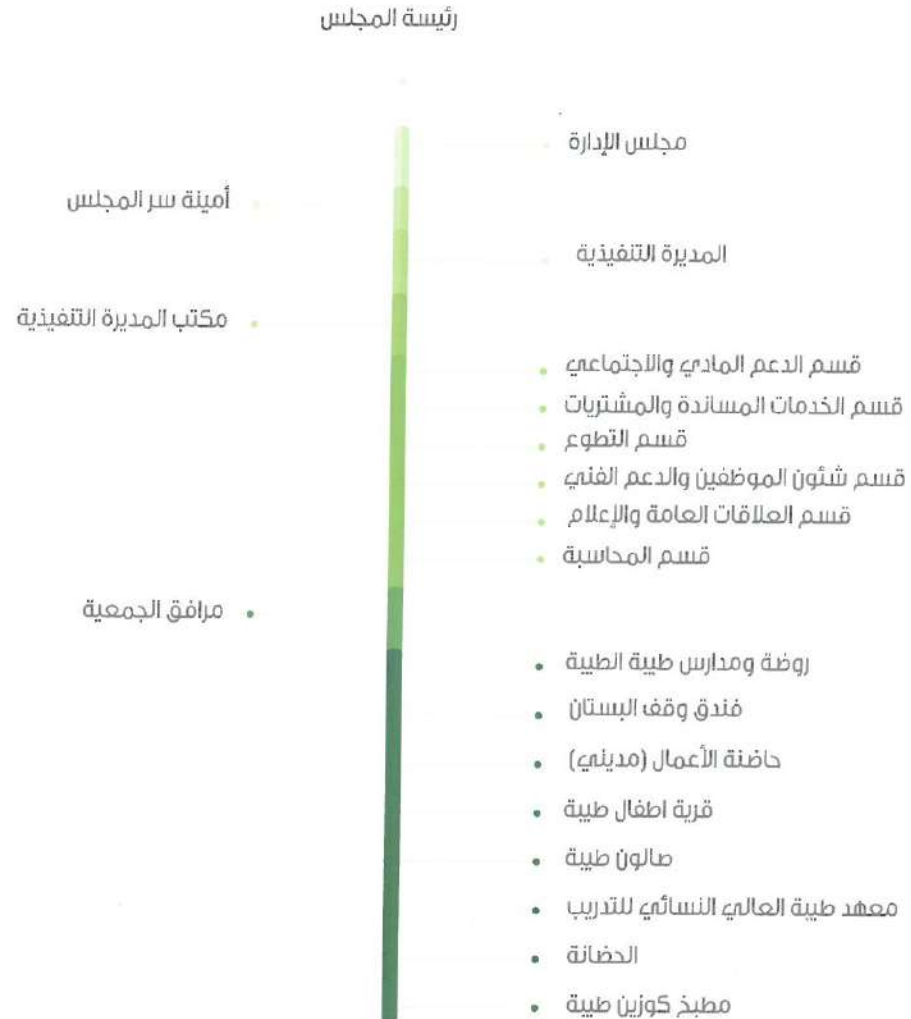 رئيسة المجلس
مجلس الإدارة
أمينة سر المجلس
المديرة التنفيذية
مكتب المديرة التنفيذية
قسم الدعم المادي والاجتماعي
قسم الخدمات المساندة والمشتريات
قسم التطوع
قسم شئون الموظفين والدعم الفني
قسم العلاقات العامة والإعلام
قسم المحاسبة
مرافق الجمعية
روضة ومدارس طيبة الطيبة
فندق وقف البستان
حاضنة الأعمال (مديني)
قرية اطفال طيبة
صالون طيبة
معهد طيبة العالي النسائي للتدريب
الحضانة
مطبخ كوزين طيبة